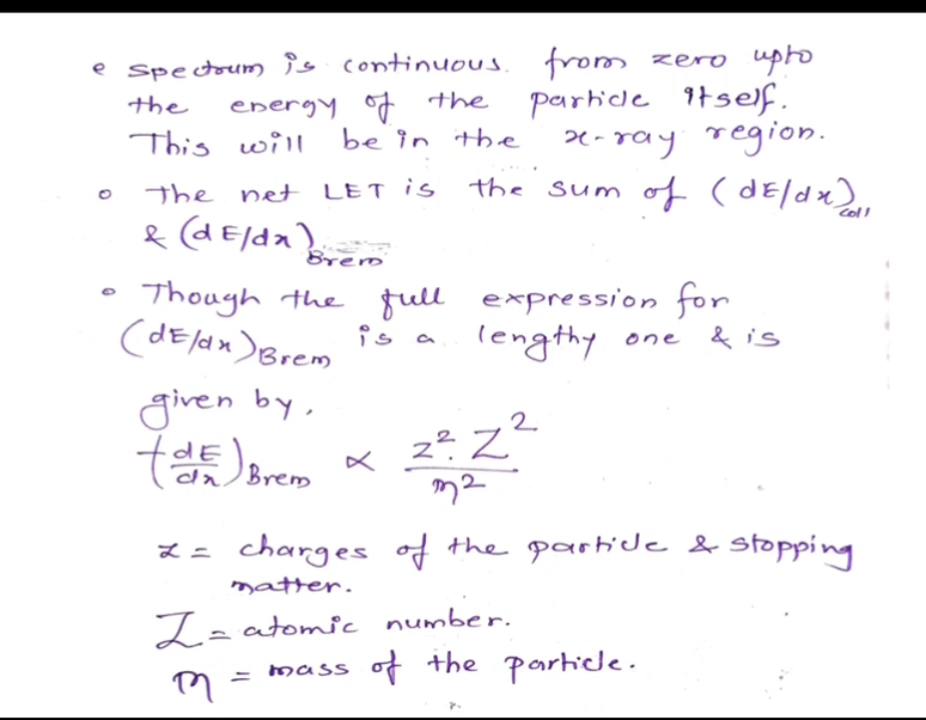 • spectrum is continuous. from zero upto
the energy of the particle itself.
This will be in the x-ray region.
• The net LET is the sum of (dE/dx)coll
& (dE/dx)Brem
• Though the full expression for
(dE/dx)Brem is a lengthy one & is
given by,
-(dE/dx)Brem ∝ z². Z²/m²
z = charges of the particle & stopping
matter.
Z = atomic number.
m = mass of the particle.